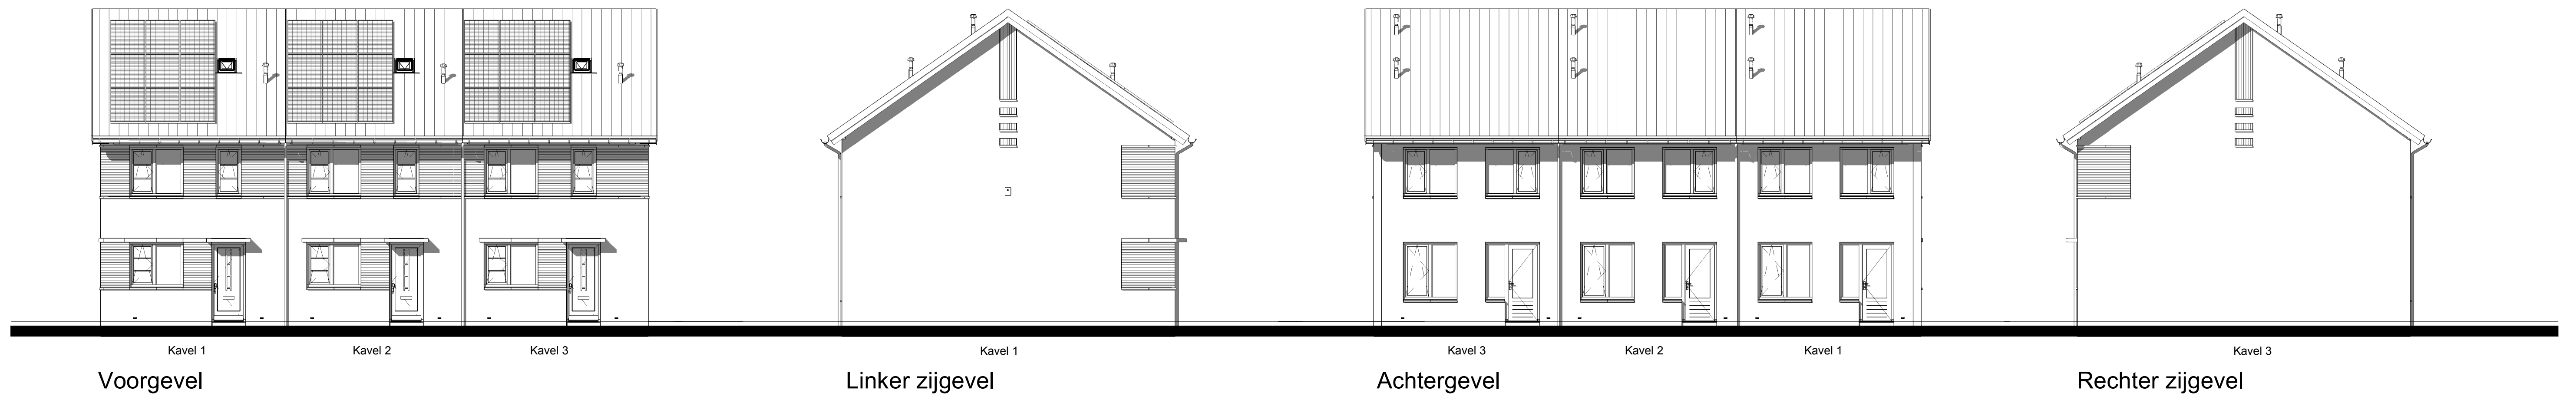 Kavel 1 Kavel 2 Kavel 3
Voorgevel
Kavel 1
Linker zijgevel
Kavel 3 Kavel 2 Kavel 1
Achtergevel
Kavel 3
Rechter zijgevel